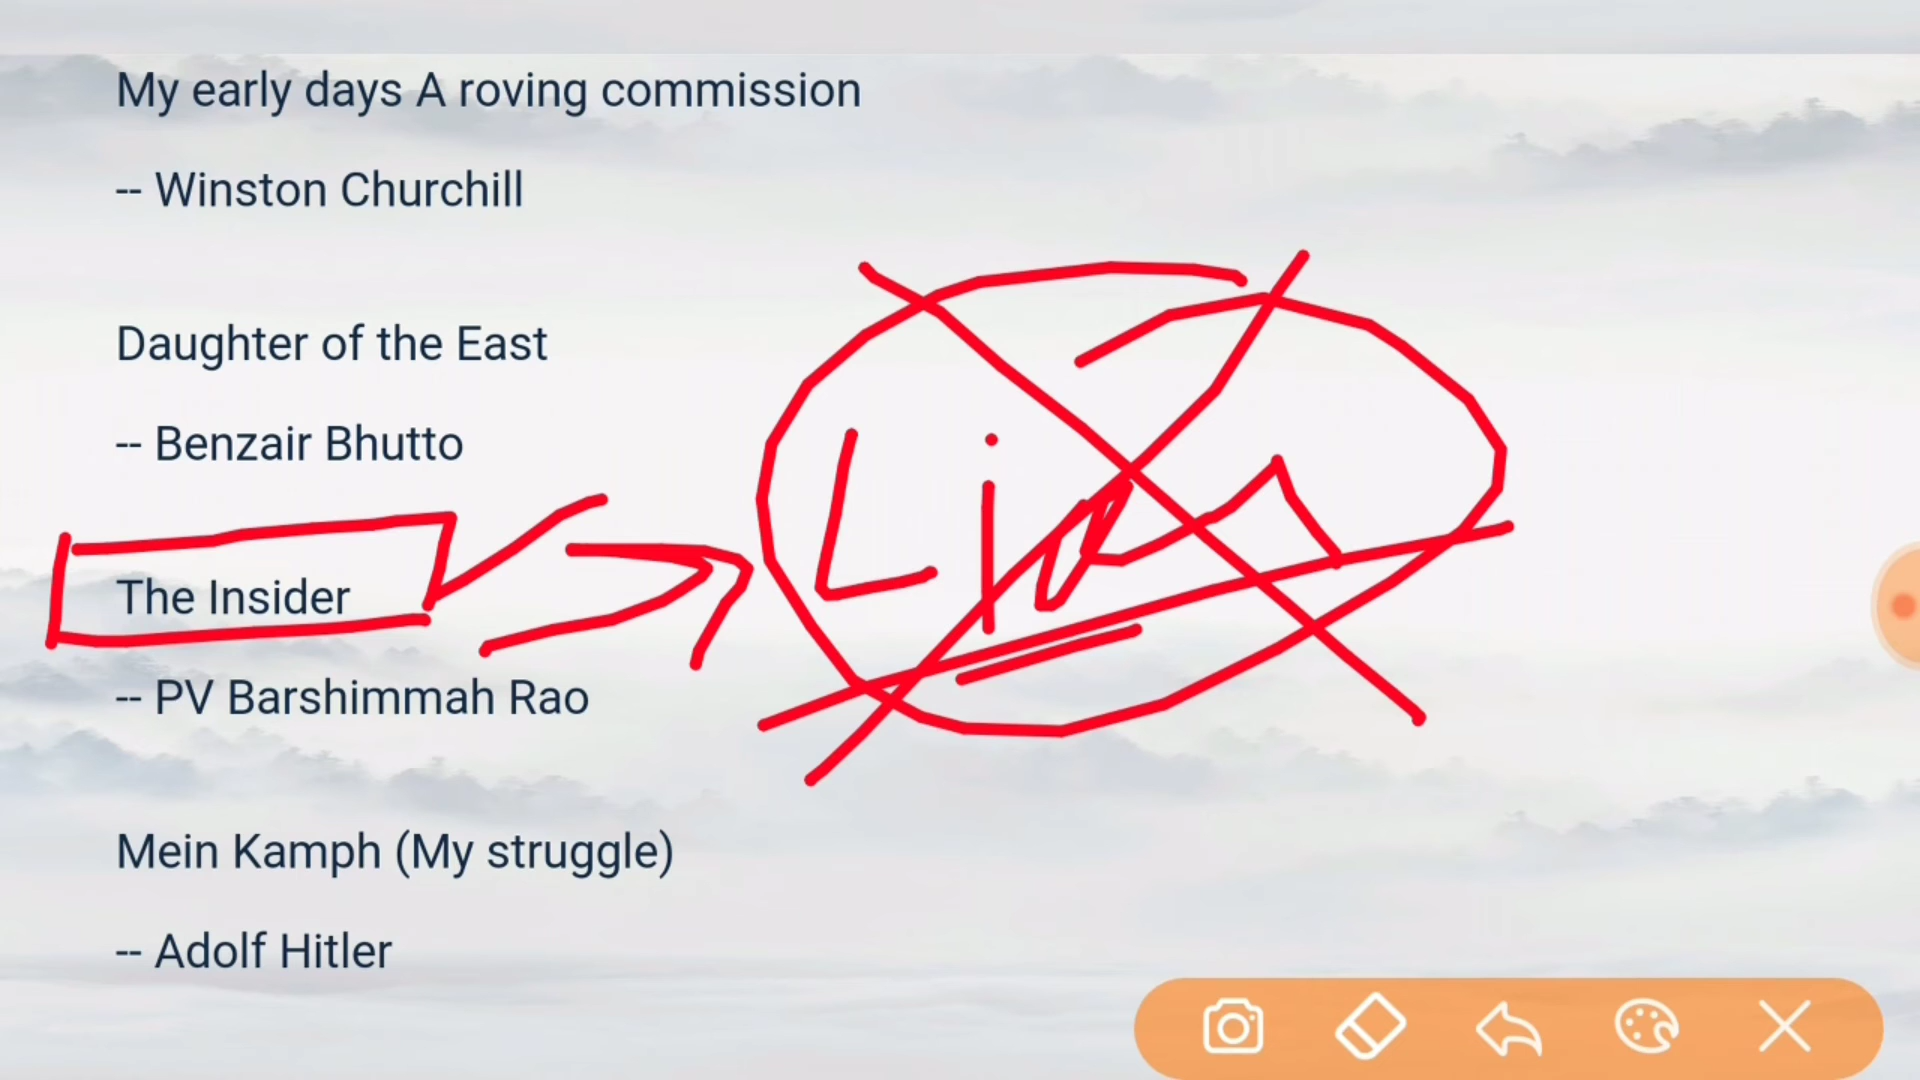 My early days A roving commission
-- Winston Churchill
Daughter of the East
-- Benzair Bhutto
The Insider
-- PV Barshimmah Rao
Mein Kamph (My struggle)
-- Adolf Hitler